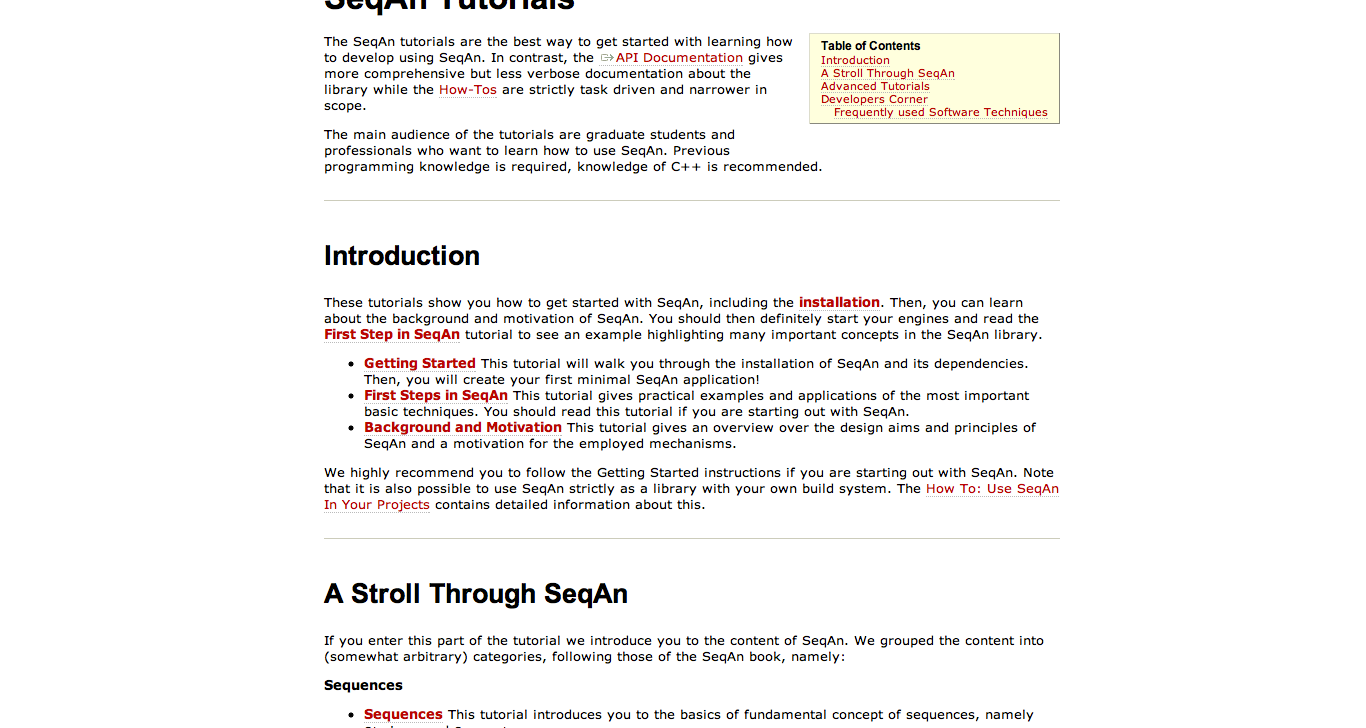 SeqAn Tutorials
The SeqAn tutorials are the best way to get started with learning how
to develop using SeqAn. In contrast, the API Documentation gives
more comprehensive but less verbose documentation about the
library while the How-Tos are strictly task driven and narrower in
scope.
Table of Contents
Introduction
A Stroll Through SeqAn
Advanced Tutorials
Developers Corner
Frequently used Software Techniques
The main audience of the tutorials are graduate students and
professionals who want to learn how to use SeqAn. Previous
programming knowledge is required, knowledge of C++ is recommended.
Introduction
These tutorials show you how to get started with SeqAn, including the installation. Then, you can learn
about the background and motivation of SeqAn. You should then definitely start your engines and read the
First Step in SeqAn tutorial to see an example highlighting many important concepts in the SeqAn library.
• Getting Started This tutorial will walk you through the installation of SeqAn and its dependencies.
Then, you will create your first minimal SeqAn application!
• First Steps in SeqAn This tutorial gives practical examples and applications of the most important
basic techniques. You should read this tutorial if you are starting out with SeqAn.
• Background and Motivation This tutorial gives an overview over the design aims and principles of
SeqAn and a motivation for the employed mechanisms.
We highly recommend you to follow the Getting Started instructions if you are starting out with SeqAn. Note
that it is also possible to use SeqAn strictly as a library with your own build system. The How To: Use SeqAn
In Your Projects contains detailed information about this.
A Stroll Through SeqAn
If you enter this part of the tutorial we introduce you to the content of SeqAn. We grouped the content into
(somewhat arbitrary) categories, following those of the SeqAn book, namely:
Sequences
• Sequences This tutorial introduces you to the basics of fundamental concept of sequences, namely